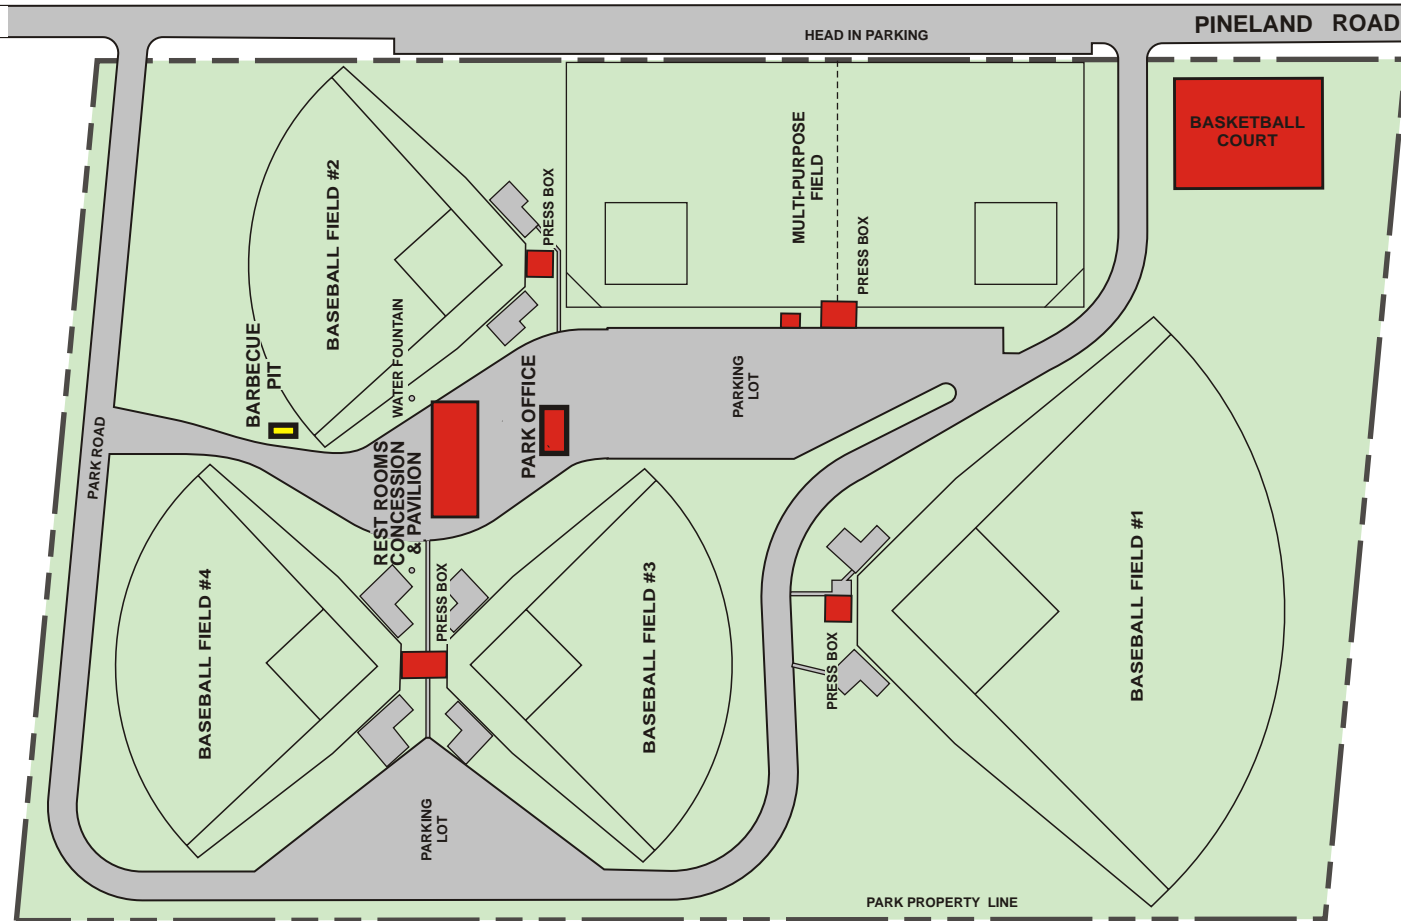 PINELAND ROAD
HEAD IN PARKING
BASKETBALL
COURT
MULTI-PURPOSE
FIELD
PRESS BOX
BASEBALL FIELD #2
PRESS BOX
WATER FOUNTAIN
BARBECUE
PIT
PARK OFFICE
PARKING
LOT
PARK ROAD
REST ROOMS
CONCESSION
& PAVILION
BASEBALL FIELD #4
PRESS BOX
BASEBALL FIELD #3
PRESS BOX
BASEBALL FIELD #1
PARKING
LOT
PARK PROPERTY LINE